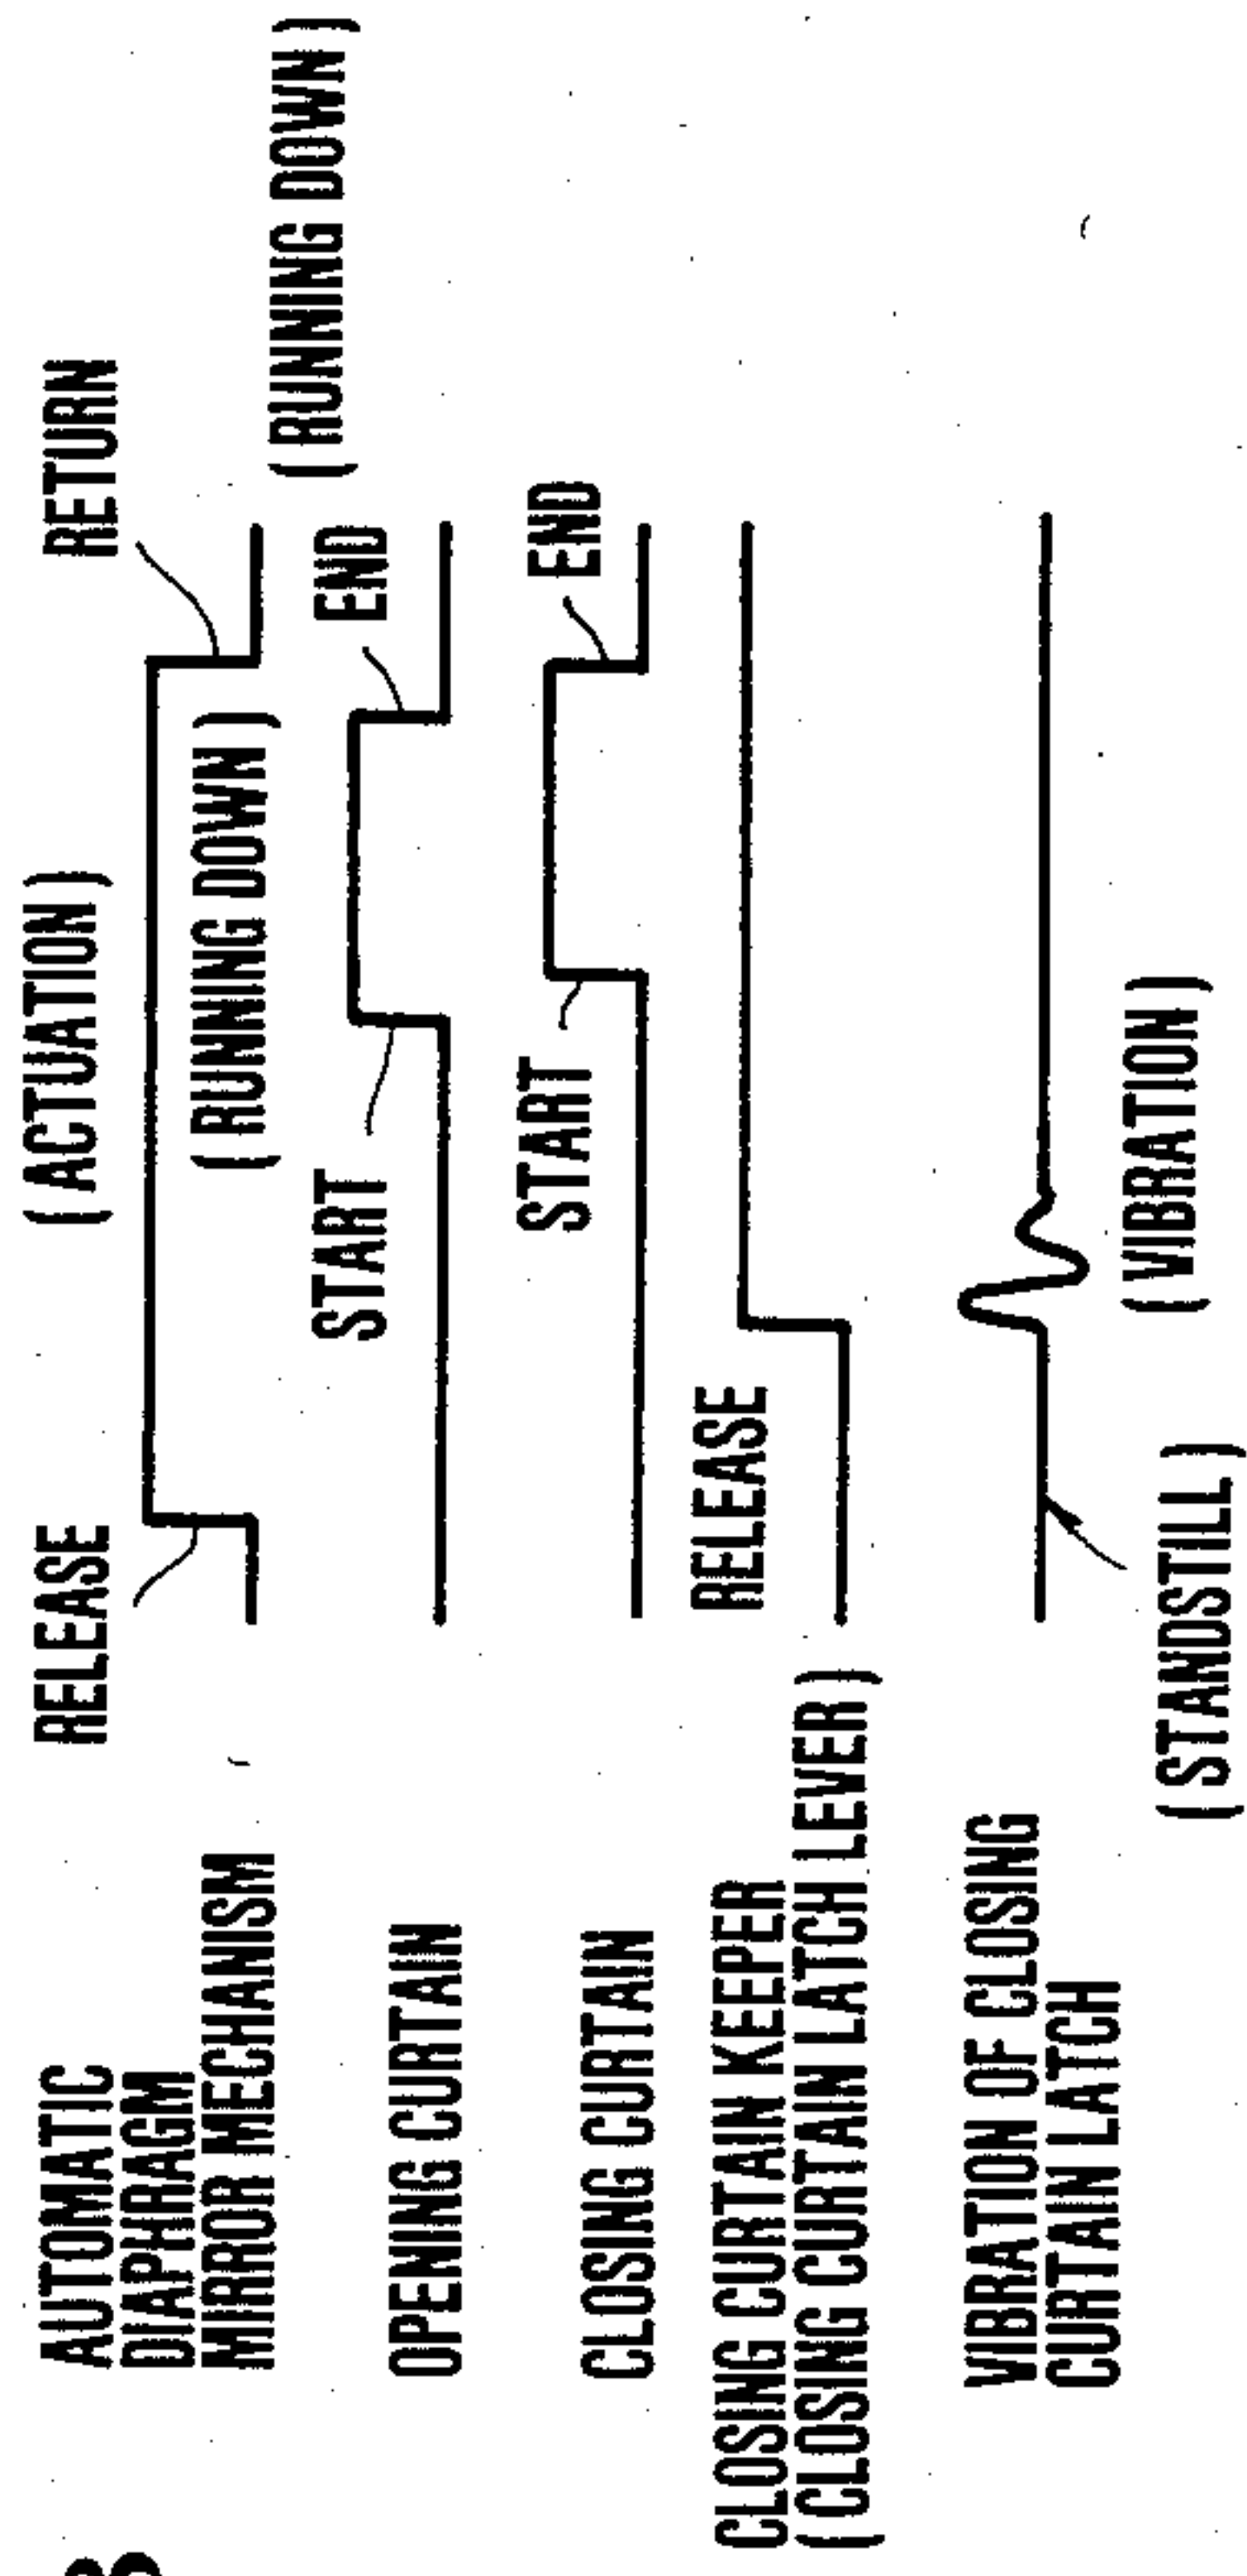 AUTOMATIC
DIAPHRAGM
MIRROR MECHANISM
RELEASE
( ACTUATION )
RETURN
OPENING CURTAIN
START
( RUNNING DOWN )
END
CLOSING CURTAIN
START
( RUNNING DOWN )
END
CLOSING CURTAIN KEEPER
( CLOSING CURTAIN LATCH LEVER )
RELEASE
VIBRATION OF CLOSING
CURTAIN LATCH
( STANDSTILL )
( VIBRATION )